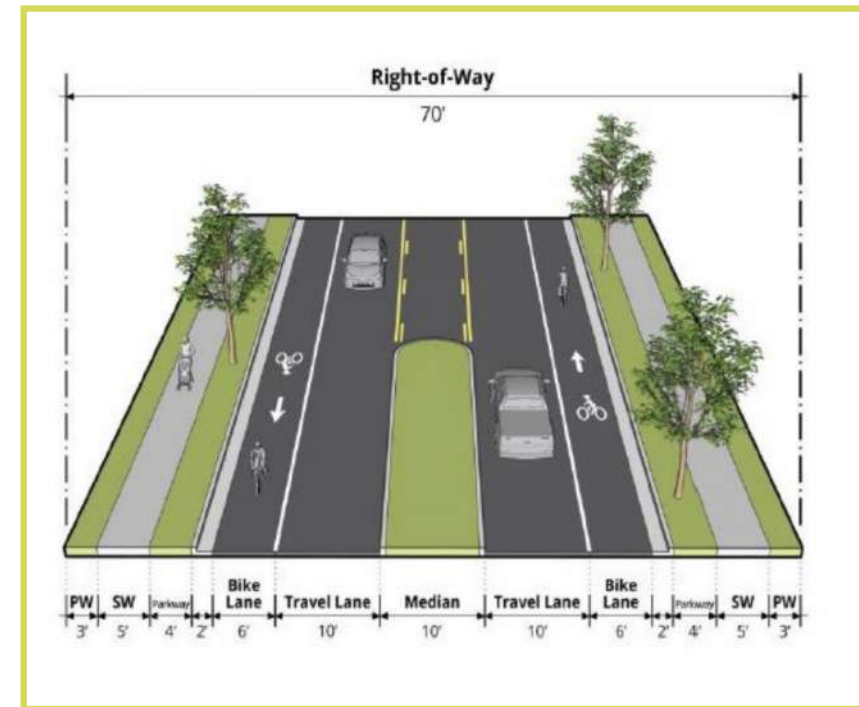 Right-of-Way
70'
PW SW Parkway Bike Lane Travel Lane Median Travel Lane Bike Lane Parkway SW PW
3' 5' 4' 2' 6' 10' 10' 10' 6' 2' 4' 5' 3'